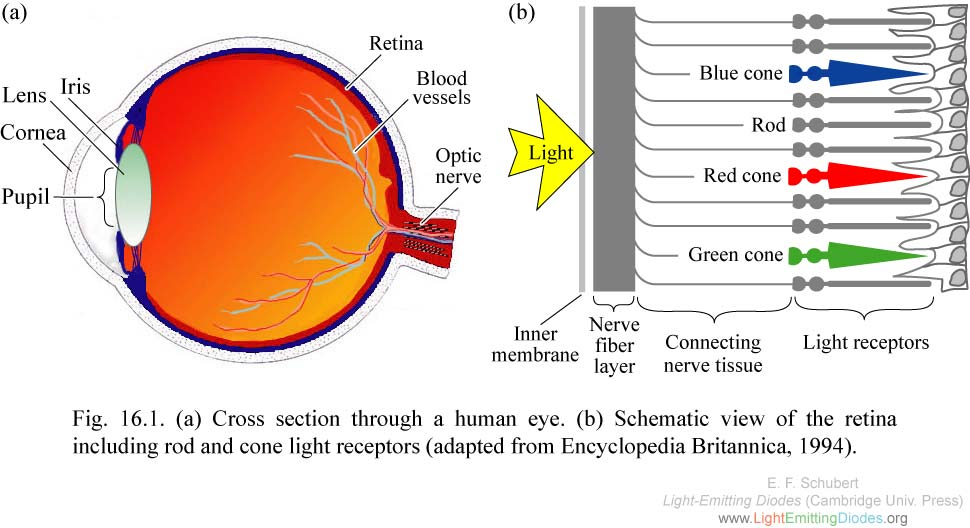 (a)
Retina
Blood
vessels
Iris
Lens
Cornea
Pupil
Optic
nerve
(b)
Blue cone
Rod
Light
Red cone
Green cone
Inner
membrane
Nerve
fiber
layer
Connecting
nerve tissue
Light receptors
Fig. 16.1. (a) Cross section through a human eye. (b) Schematic view of the retina
including rod and cone light receptors (adapted from Encyclopedia Britannica, 1994).
E. F. Schubert
Light-Emitting Diodes (Cambridge Univ. Press)
www.LightEmittingDiodes.org